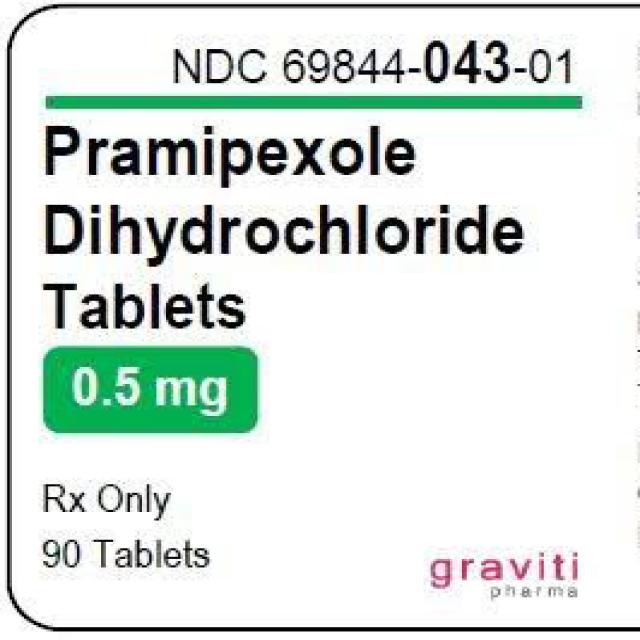 NDC 69844-043-01
Pramipexole
Dihydrochloride
Tablets
0.5 mg
Rx Only
90 Tablets
graviti
pharma